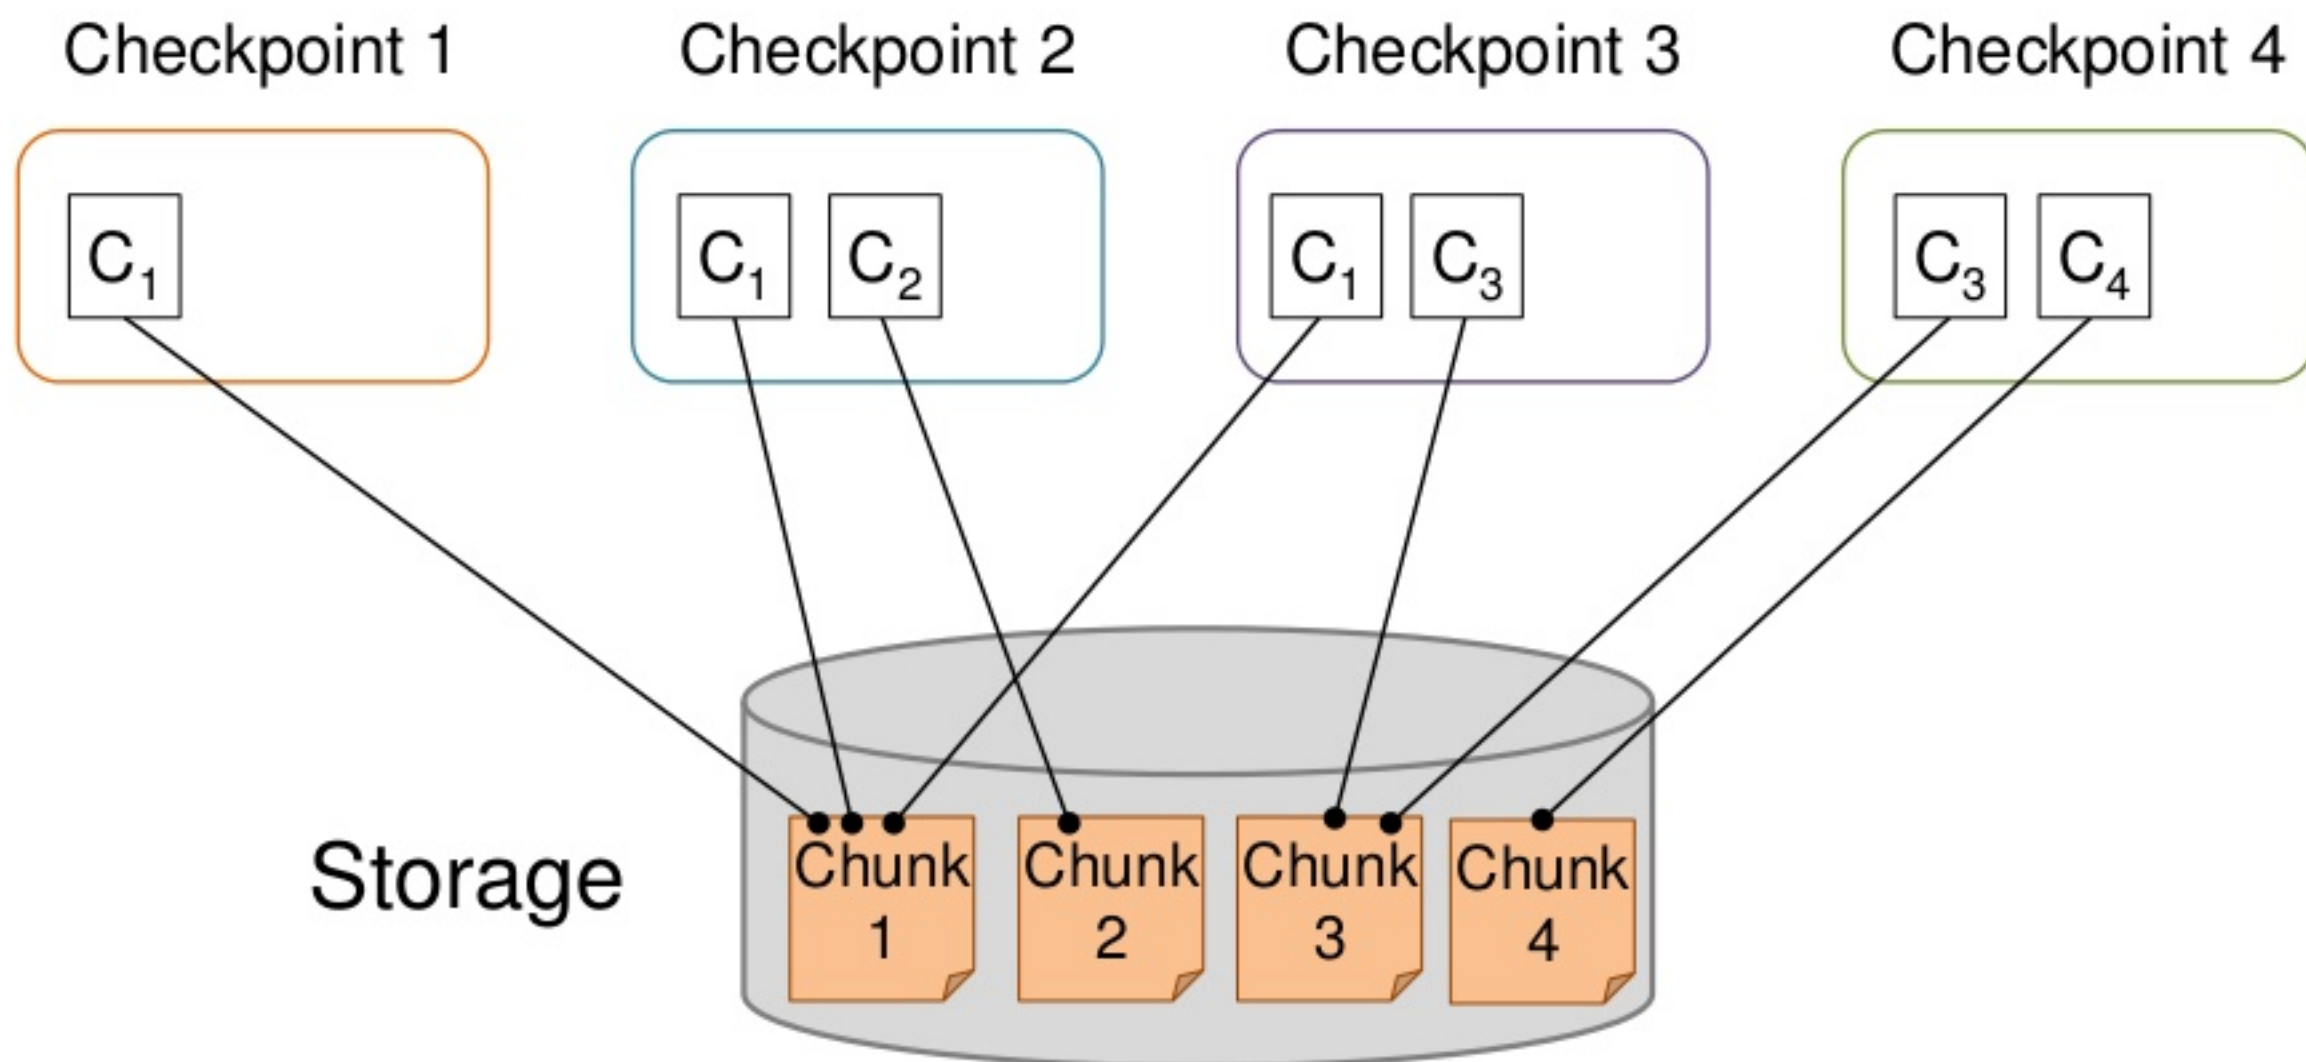 Checkpoint 1 Checkpoint 2 Checkpoint 3 Checkpoint 4
C₁ C₁ C₂ C₁ C₃ C₃ C₄
Storage
Chunk 1
Chunk 2
Chunk 3
Chunk 4